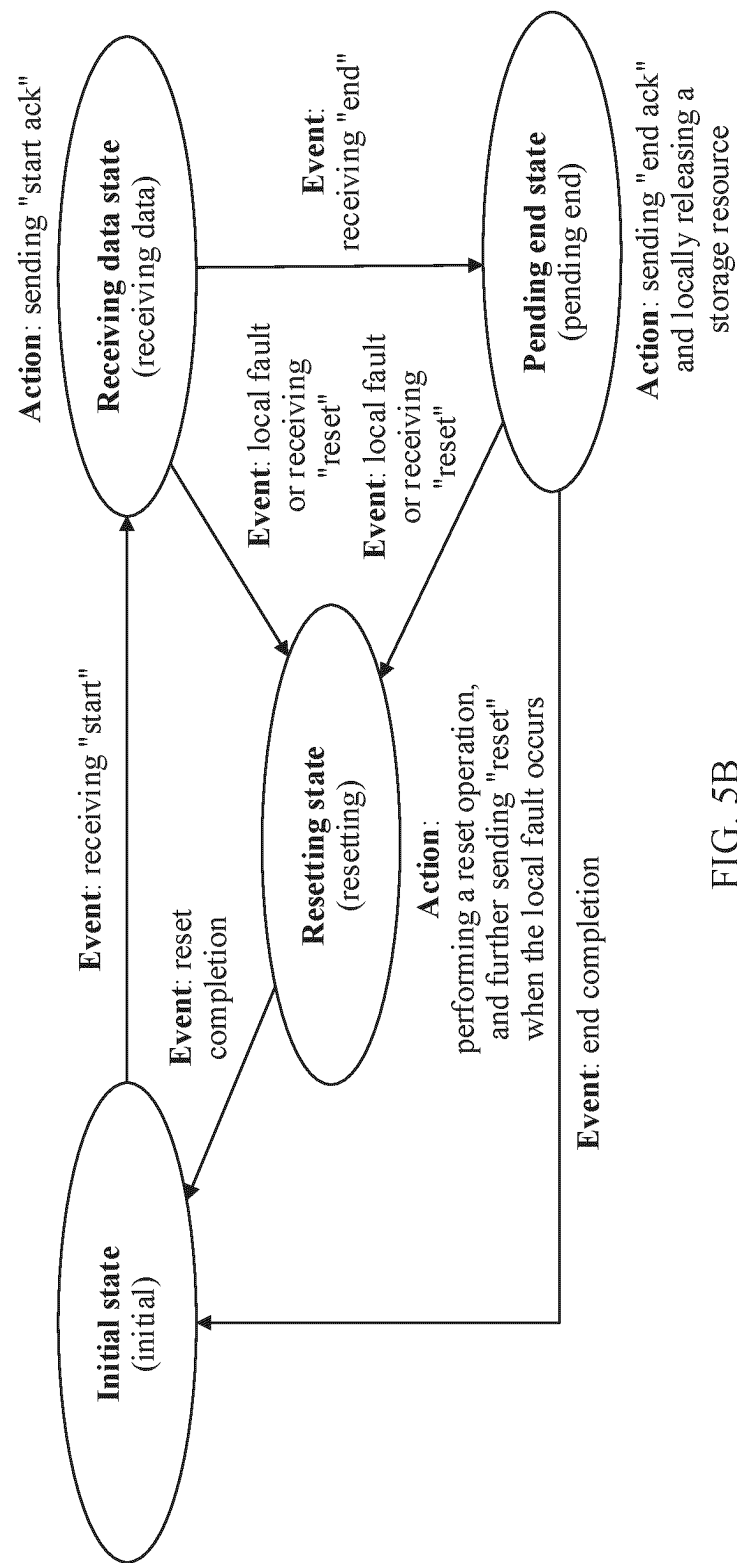 Initial state
(initial)
Event: receiving "start"
Action: sending "start ack"
Receiving data state
(receiving data)
Event: reset
completion
Resetting state
(resetting)
Event: local fault
or receiving
"reset"
Event: local fault
or receiving
"reset"
Event:
receiving "end"
Action:
performing a reset operation,
and further sending "reset"
when the local fault occurs
Pending end state
(pending end)
Event: end completion
Action: sending "end ack"
and locally releasing a
storage resource
FIG. 5B